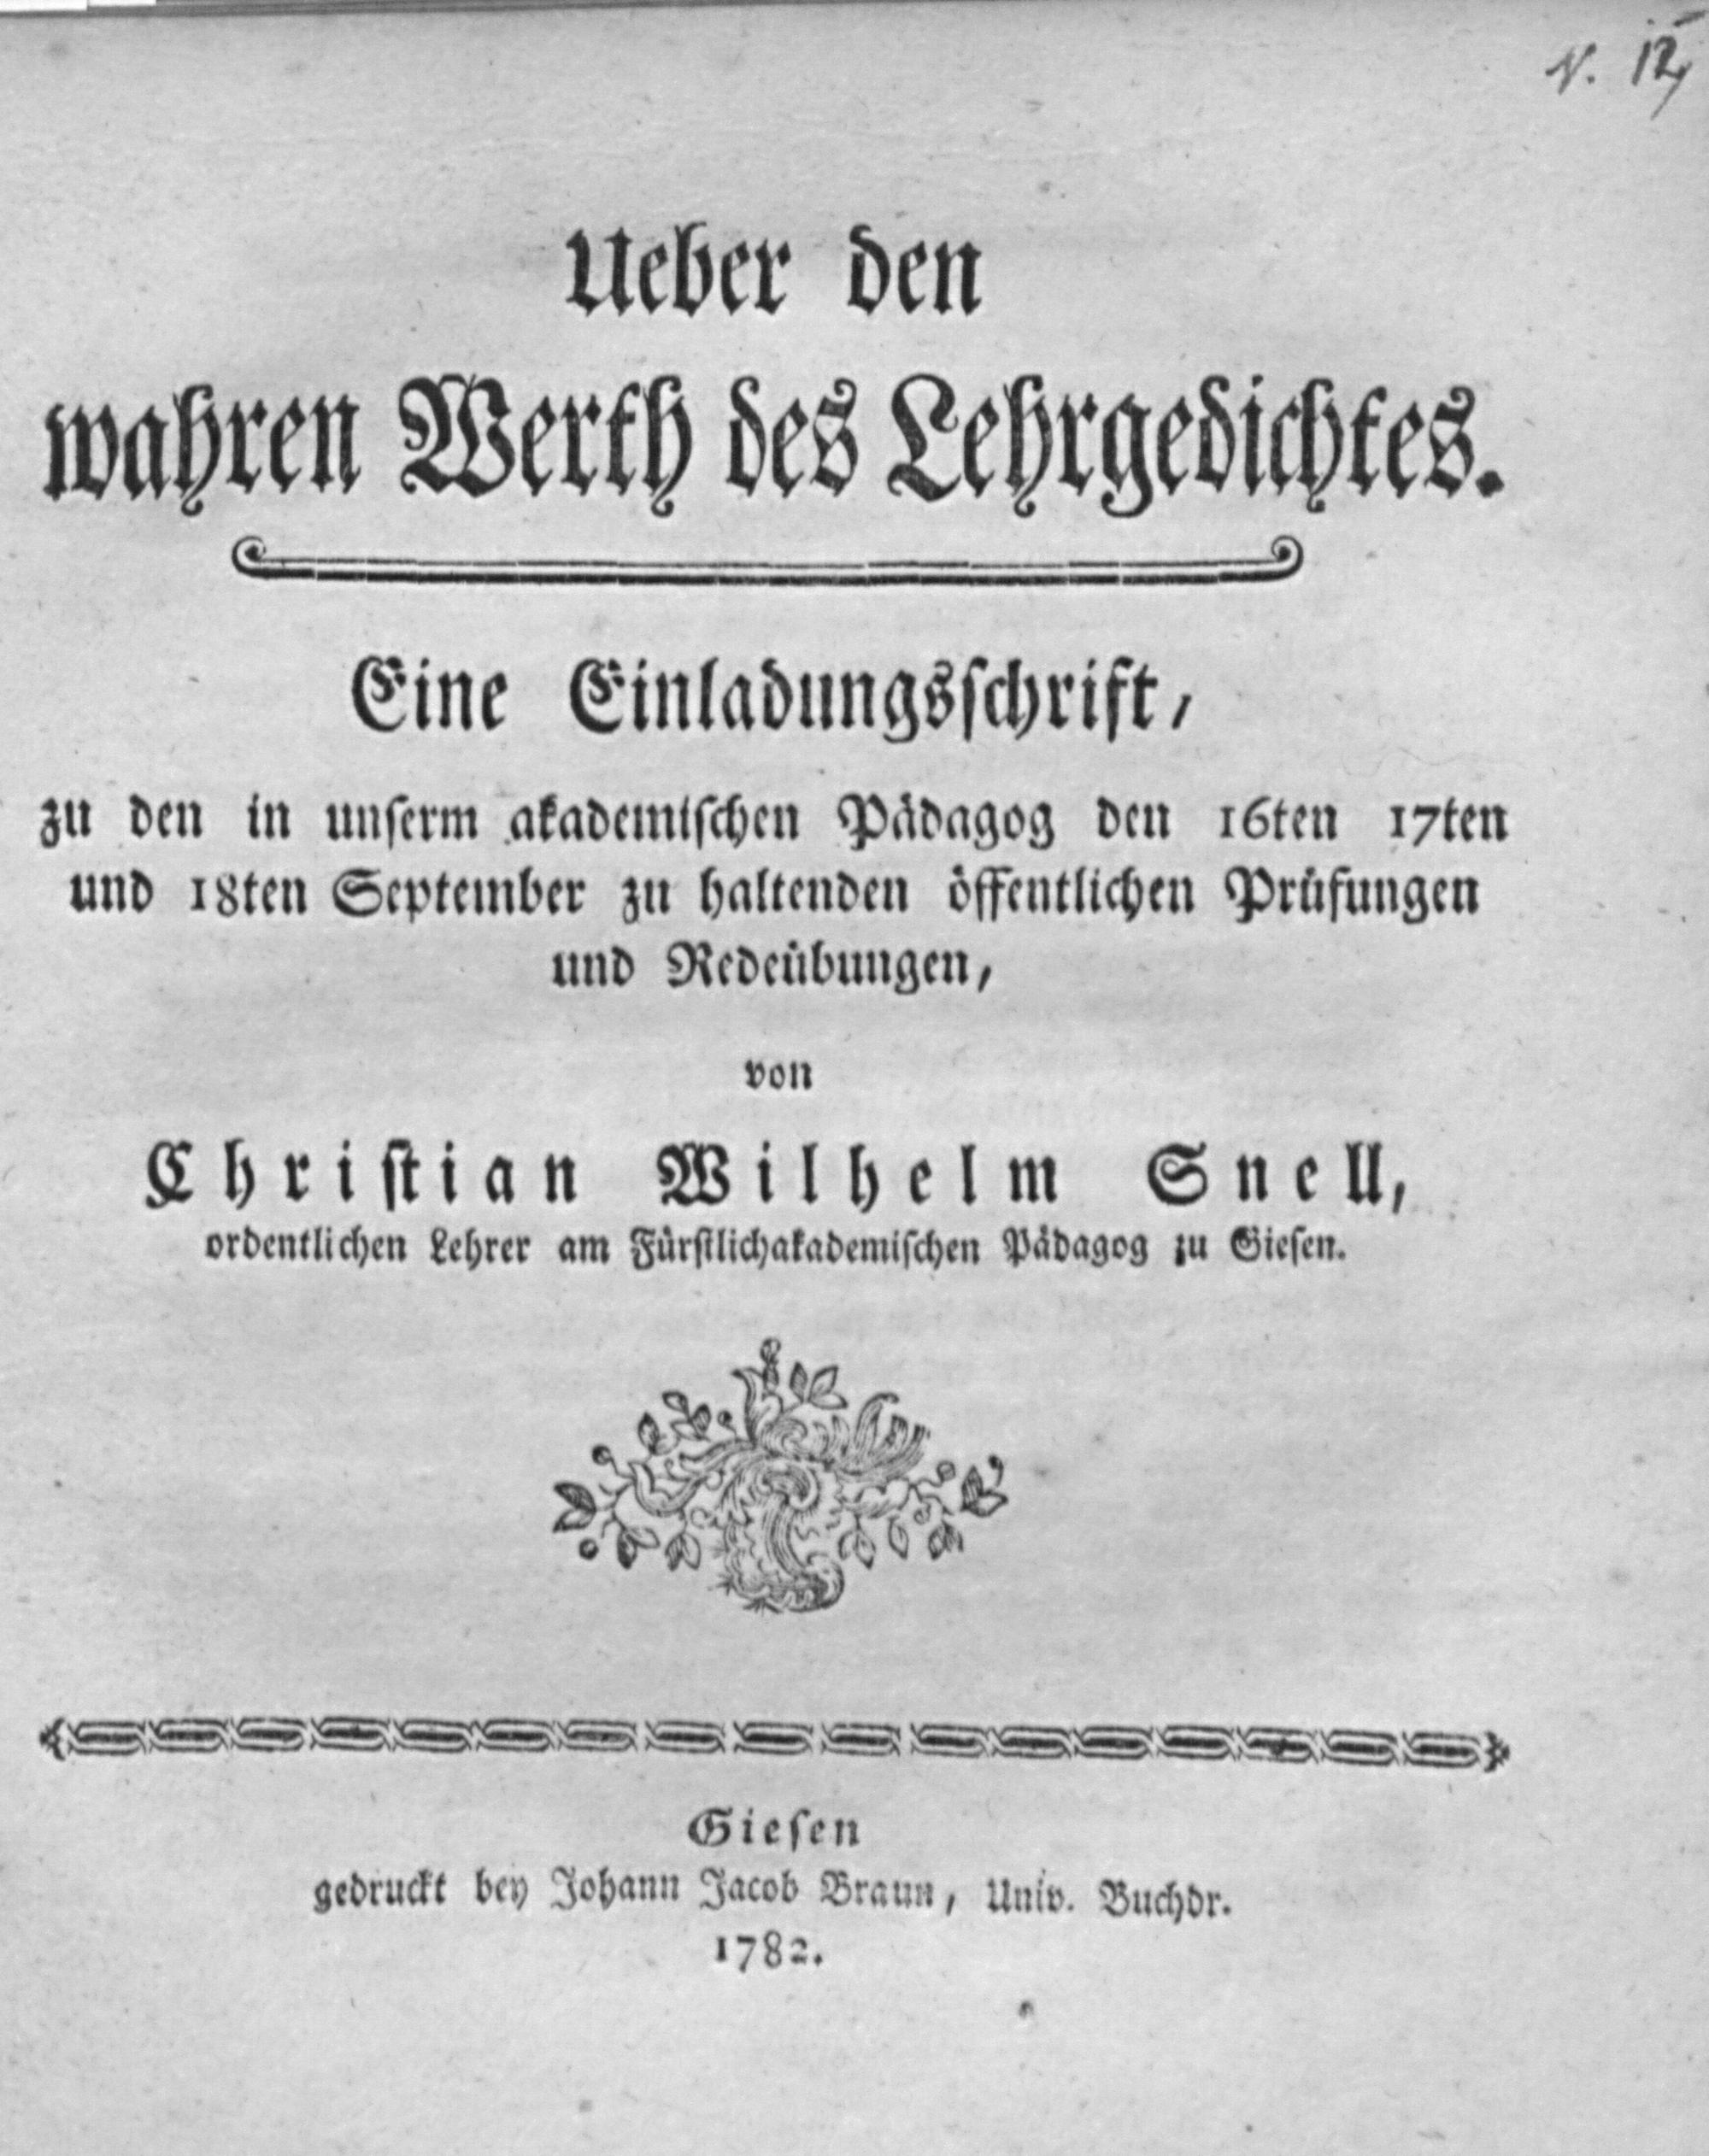 N. 12,
Ueber den
wahren Werth des Lehrgedichtes.
Eine Einladungsschrift,
zu den in unserm akademischen Pädagog den 16ten 17ten
und 18ten September zu haltenden öffentlichen Prüfungen
und Redeübungen,
von
Christian Wilhelm Snell,
ordentlichen Lehrer am Fürstlichakademischen Pädagog zu Giesen.
Giesen
gedruckt bey Johann Jacob Braun, Univ. Buchdr.
1782.